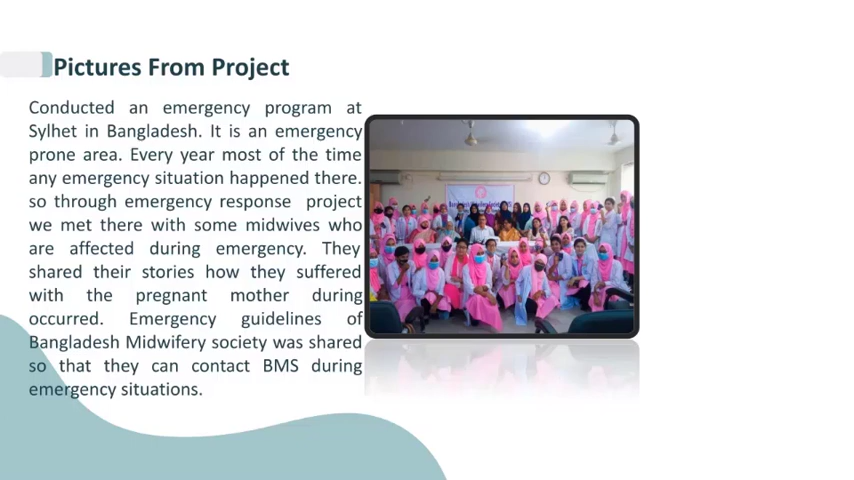 Pictures From Project
Conducted an emergency program at
Sylhet in Bangladesh. It is an emergency
prone area. Every year most of the time
any emergency situation happened there.
so through emergency response project
we met there with some midwives who
are affected during emergency. They
shared their stories how they suffered
with the pregnant mother during
occurred. Emergency guidelines of
Bangladesh Midwifery society was shared
so that they can contact BMS during
emergency situations.